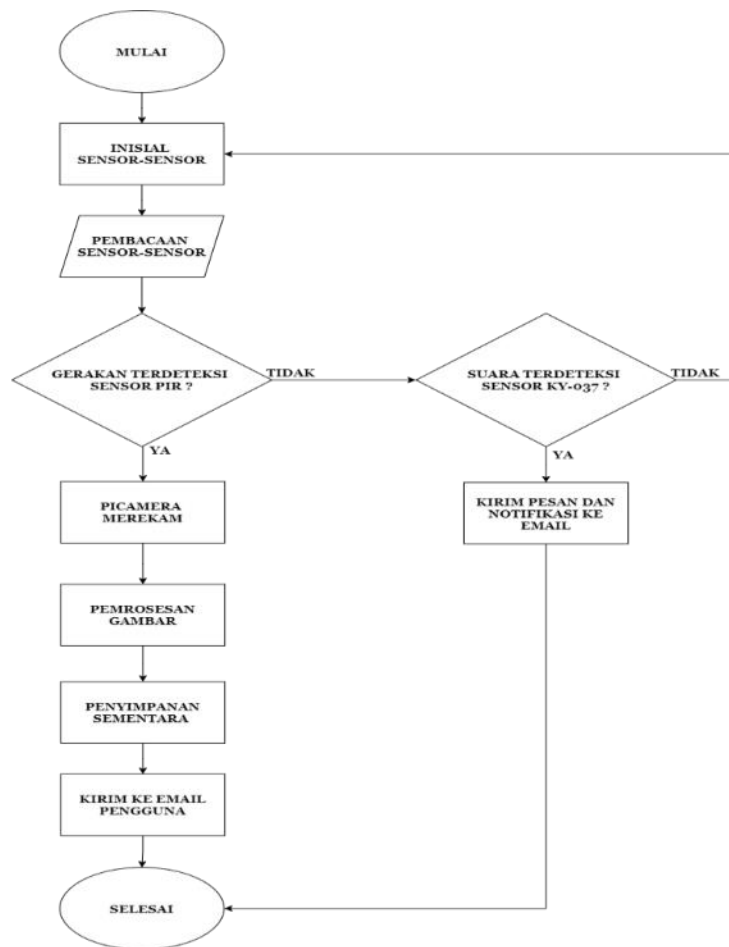 MULAI
INISIAL
SENSOR-SENSOR
PEMBACAAN
SENSOR-SENSOR
GERAKAN TERDETEKSI
SENSOR PIR ?
TIDAK
SUARA TERDETEKSI
SENSOR KY-037 ?
TIDAK
YA
YA
PICAMERA
MEREKAM
KIRIM PESAN DAN
NOTIFIKASI KE
EMAIL
PEMROSESAN
GAMBAR
PENYIMPANAN
SEMENTARA
KIRIM KE EMAIL
PENGGUNA
SELESAI